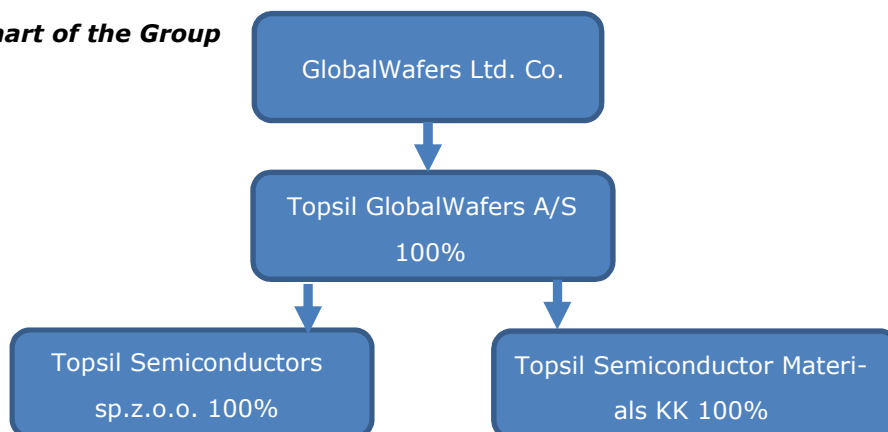 art of the Group
GlobalWafers Ltd. Co.
Topsil GlobalWafers A/S
100%
Topsil Semiconductors
sp.z.o.o. 100%
Topsil Semiconductor Materi-
als KK 100%